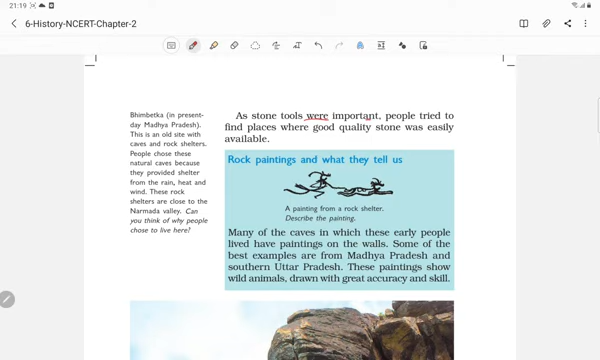 21:19
6-History-NCERT-Chapter-2
Bhimbetka (in present-
day Madhya Pradesh).
This is an old site with
caves and rock shelters.
People chose these
natural caves because
they provided shelter
from the rain, heat and
wind. These rock
shelters are close to the
Narmada valley. Can
you think of why people
chose to live here?
As stone tools were important, people tried to
find places where good quality stone was easily
available.
Rock paintings and what they tell us
A painting from a rock shelter.
Describe the painting.
Many of the caves in which these early people
lived have paintings on the walls. Some of the
best examples are from Madhya Pradesh and
southern Uttar Pradesh. These paintings show
wild animals, drawn with great accuracy and skill.